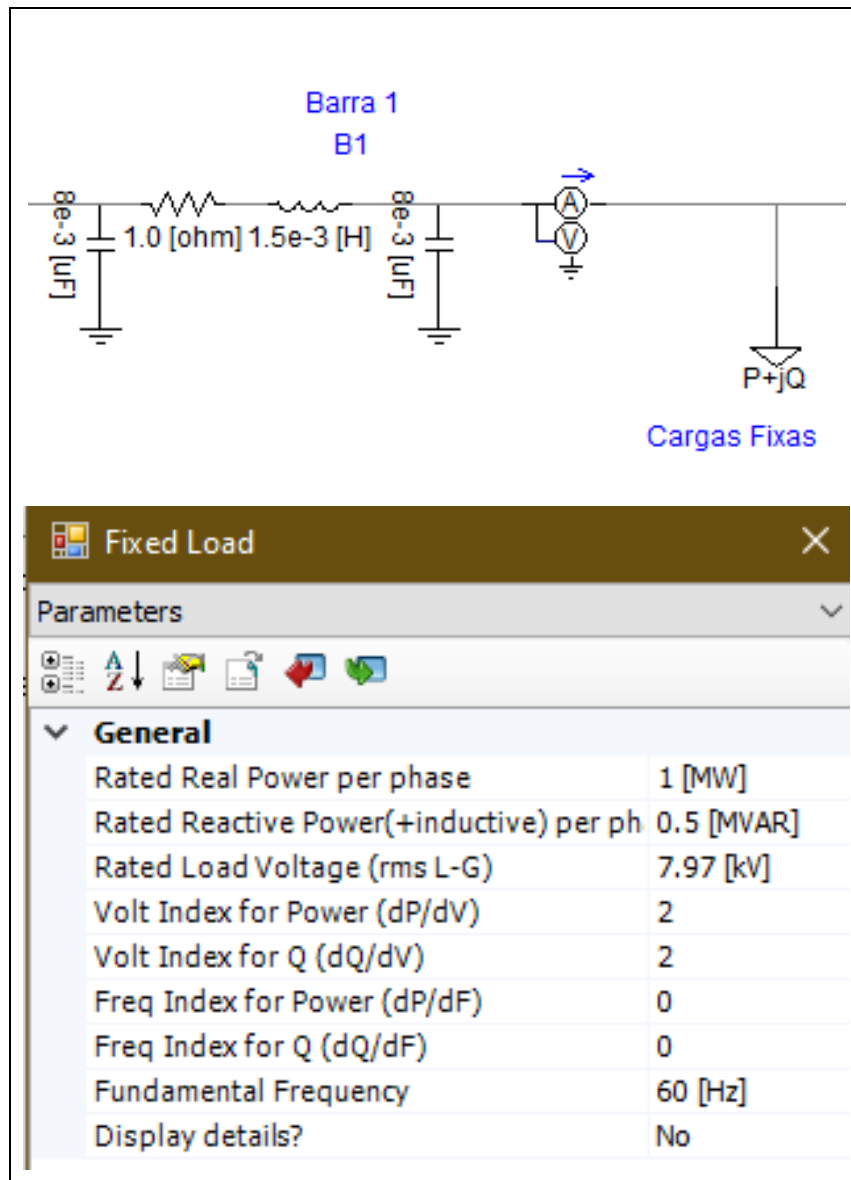 Barra 1
B1
8e-3 [uF]
1.0 [ohm]
1.5e-3 [H]
8e-3 [uF]
A
V
P+jQ
Cargas Fixas
Fixed Load
Parameters
General
Rated Real Power per phase 1 [MW]
Rated Reactive Power(+inductive) per ph 0.5 [MVAR]
Rated Load Voltage (rms L-G) 7.97 [kV]
Volt Index for Power (dP/dV) 2
Volt Index for Q (dQ/dV) 2
Freq Index for Power (dP/dF) 0
Freq Index for Q (dQ/dF) 0
Fundamental Frequency 60 [Hz]
Display details? No